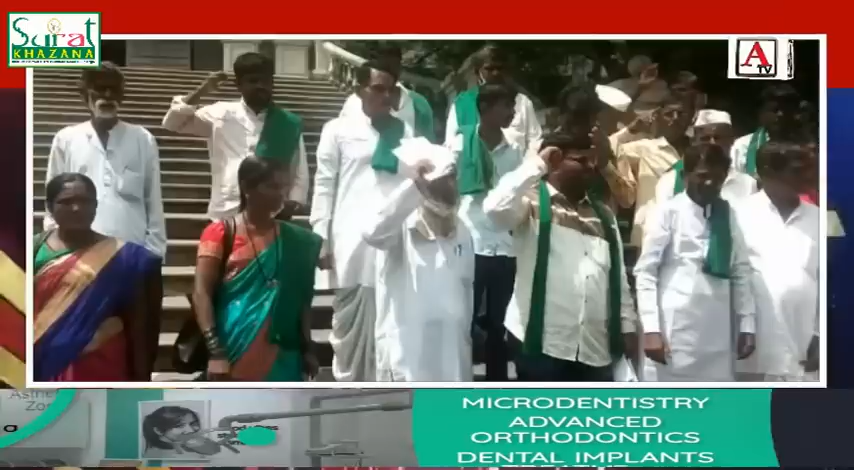 Surat
KHAZANA
A
TV
MICRODENTISTRY
ADVANCED
ORTHODONTICS
DENTAL IMPLANTS